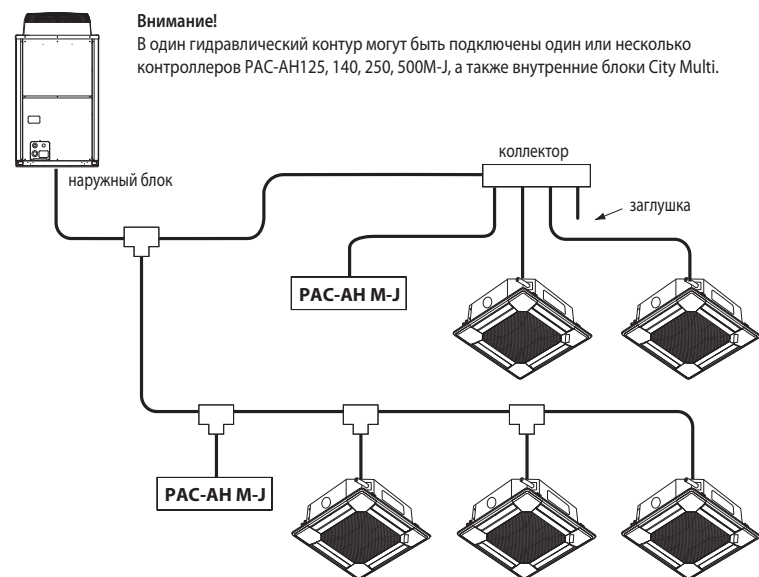 Внимание!
В один гидравлический контур могут быть подключены один или несколько
контроллеров PAC-AH125, 140, 250, 500M-J, а также внутренние блоки City Multi.
коллектор
наружный блок
заглушка
PAC-AH M-J
PAC-AH M-J